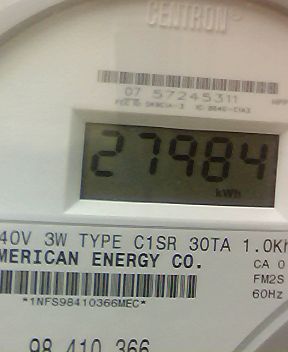 CENTRON
07 57245311
27984
kWh
40V 3W TYPE C1SR 30TA 1.0Kh
MERICAN ENERGY CO.
CA 0
FM2S
60Hz
*1NFS98410366MEC*
98 410 366